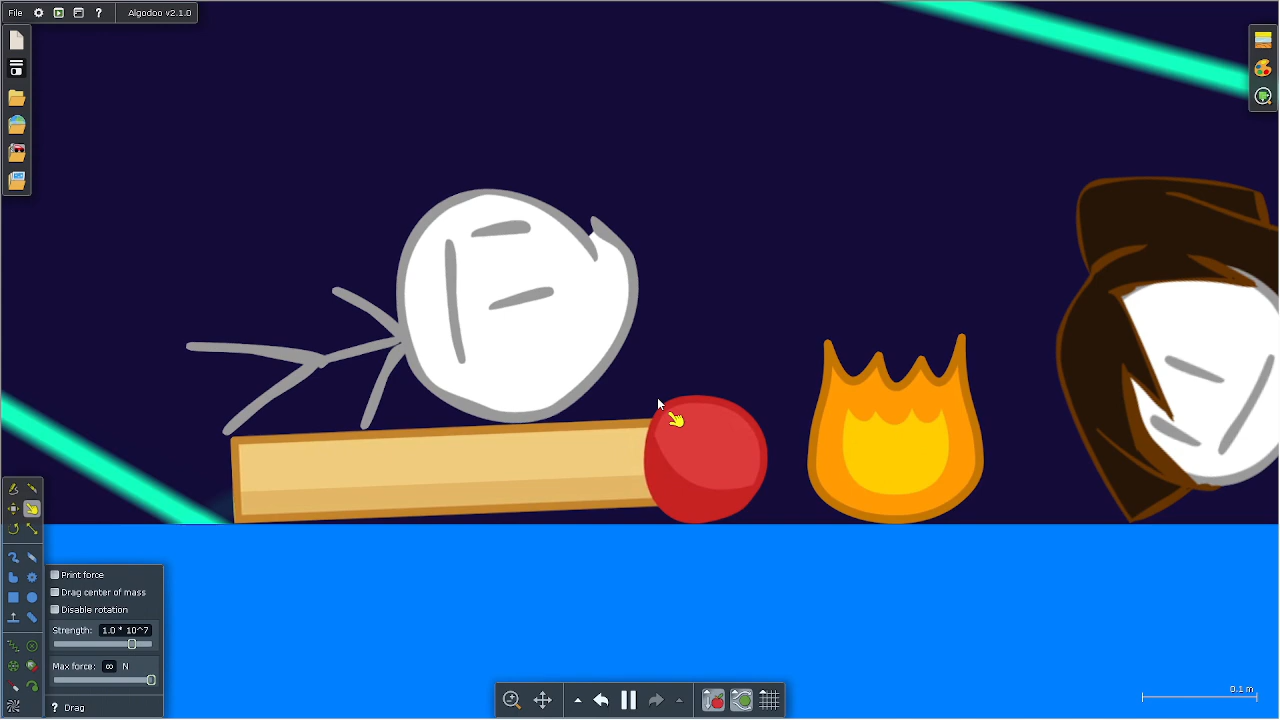 File ? Algodoo v2.1.0
Print force
Drag center of mass
Disable rotation
Strength: 1.0 * 10^7
Max force: ∞ N
? Drag
0.1 m